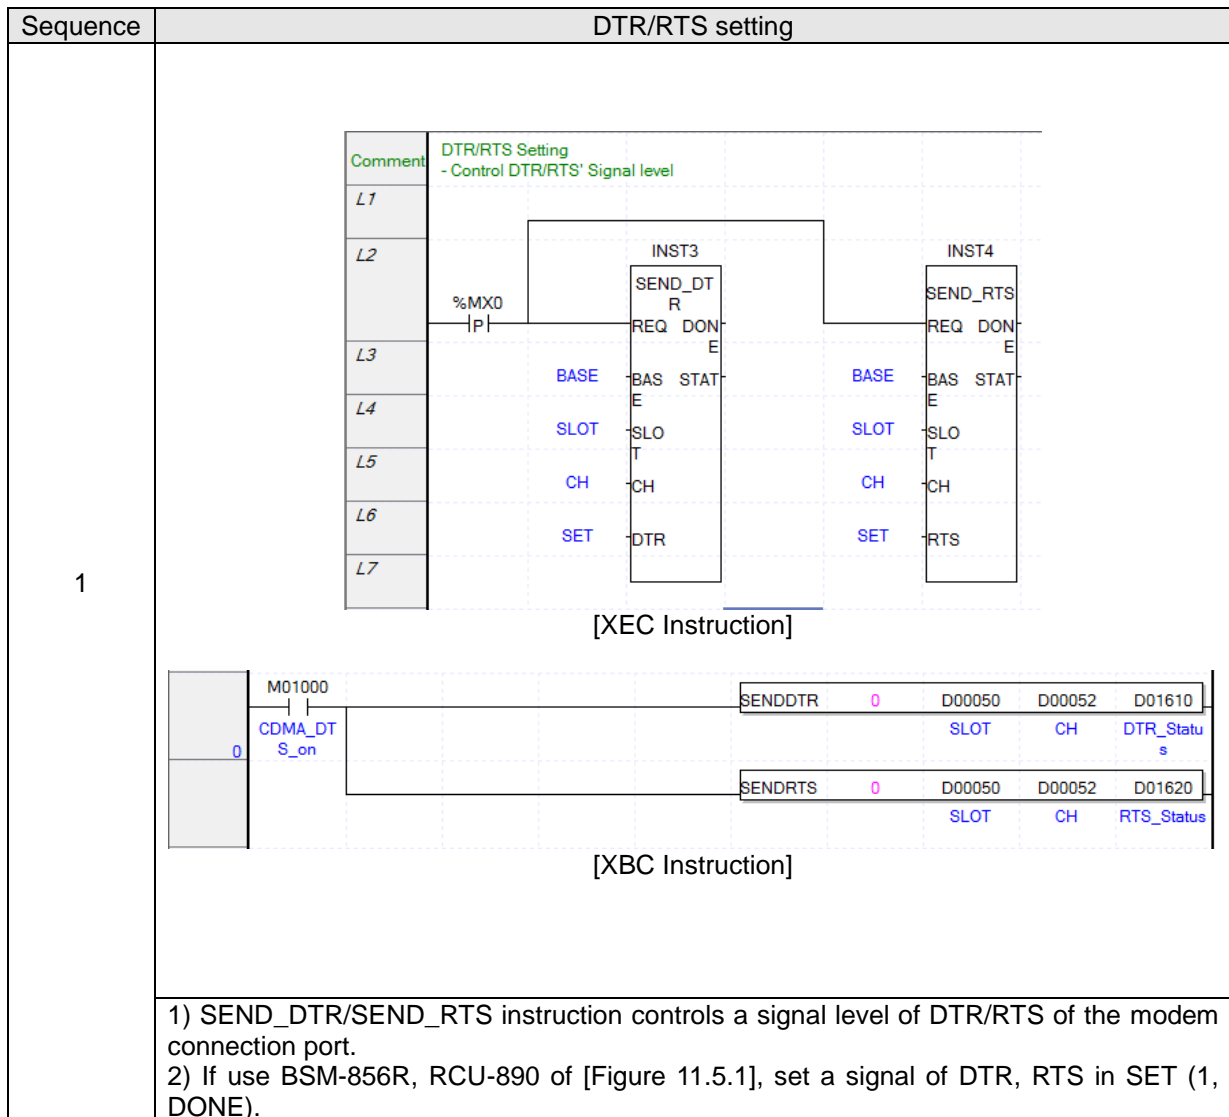 Sequence DTR/RTS setting
Comment DTR/RTS Setting
- Control DTR/RTS' Signal level
L1
L2 INST3 INST4
SEND_DT
R SEND_RTS
%MX0
P REQ DON REQ DON
E E
L3
BASE BAS STAT BASE BAS STAT
E E
L4
SLOT SLO SLOT SLO
T T
L5
CH CH CH CH
L6
SET DTR SET RTS
L7
1
[XEC Instruction]
M01000 SENDDTR 0 D00050 D00052 D01610
CDMA_DT SLOT CH DTR_Statu
0 S_on s
SENDRTS 0 D00050 D00052 D01620
SLOT CH RTS_Status
[XBC Instruction]
1) SEND_DTR/SEND_RTS instruction controls a signal level of DTR/RTS of the modem
connection port.
2) If use BSM-856R, RCU-890 of [Figure 11.5.1], set a signal of DTR, RTS in SET (1,
DONE).